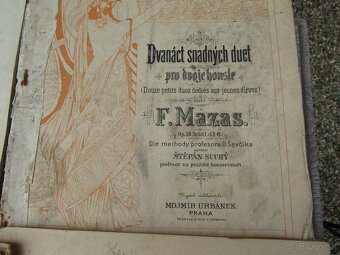 Dvanáct snadných duet
pro dvoje housle
(Douze petits duos dédiés aux jeunes élèves)
F. Mazas.
Op. 38. Sešit I. (č. 1-6.)
Dle methody profesora O. Ševčíka
ŠTĚPÁN SUCHÝ
profesor na pražské konservatoři.
MOJMÍR URBÁNEK
PRAHA